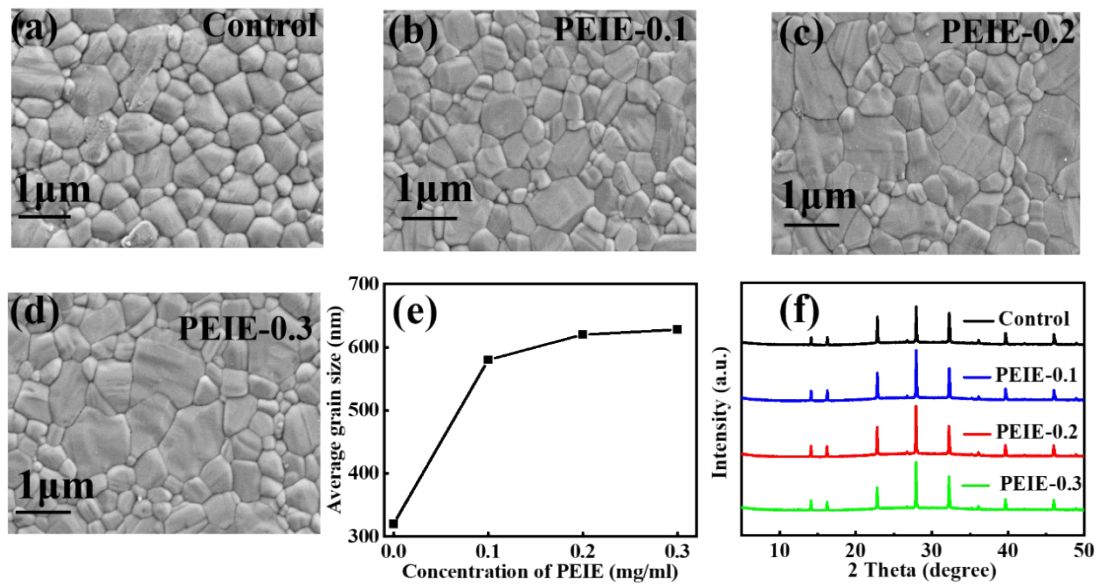 (a)
Control
1μm
(b)
PEIE-0.1
1μm
(c)
PEIE-0.2
1μm
(d)
PEIE-0.3
1μm
(e)
Average grain size (nm)
700
600
500
400
300
0.0 0.1 0.2 0.3
Concentration of PEIE (mg/ml)
(f)
Intensity (a.u.)
Control
PEIE-0.1
PEIE-0.2
PEIE-0.3
10 20 30 40 50
2 Theta (degree)